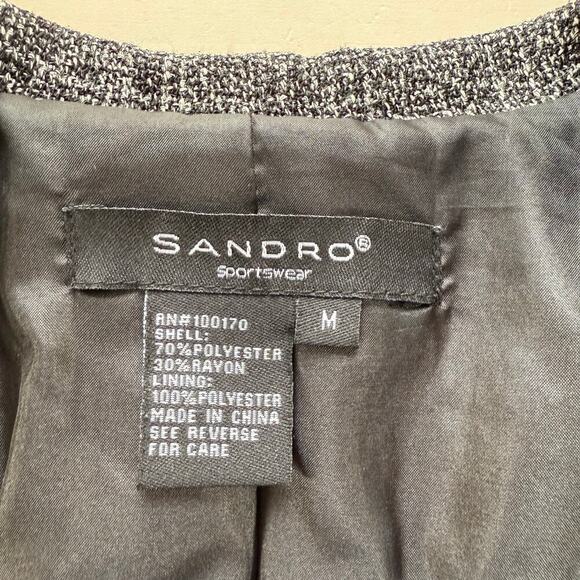 SANDRO®
sportswear
M
RN#100170
SHELL:
70%POLYESTER
30%RAYON
LINING:
100%POLYESTER
MADE IN CHINA
SEE REVERSE
FOR CARE